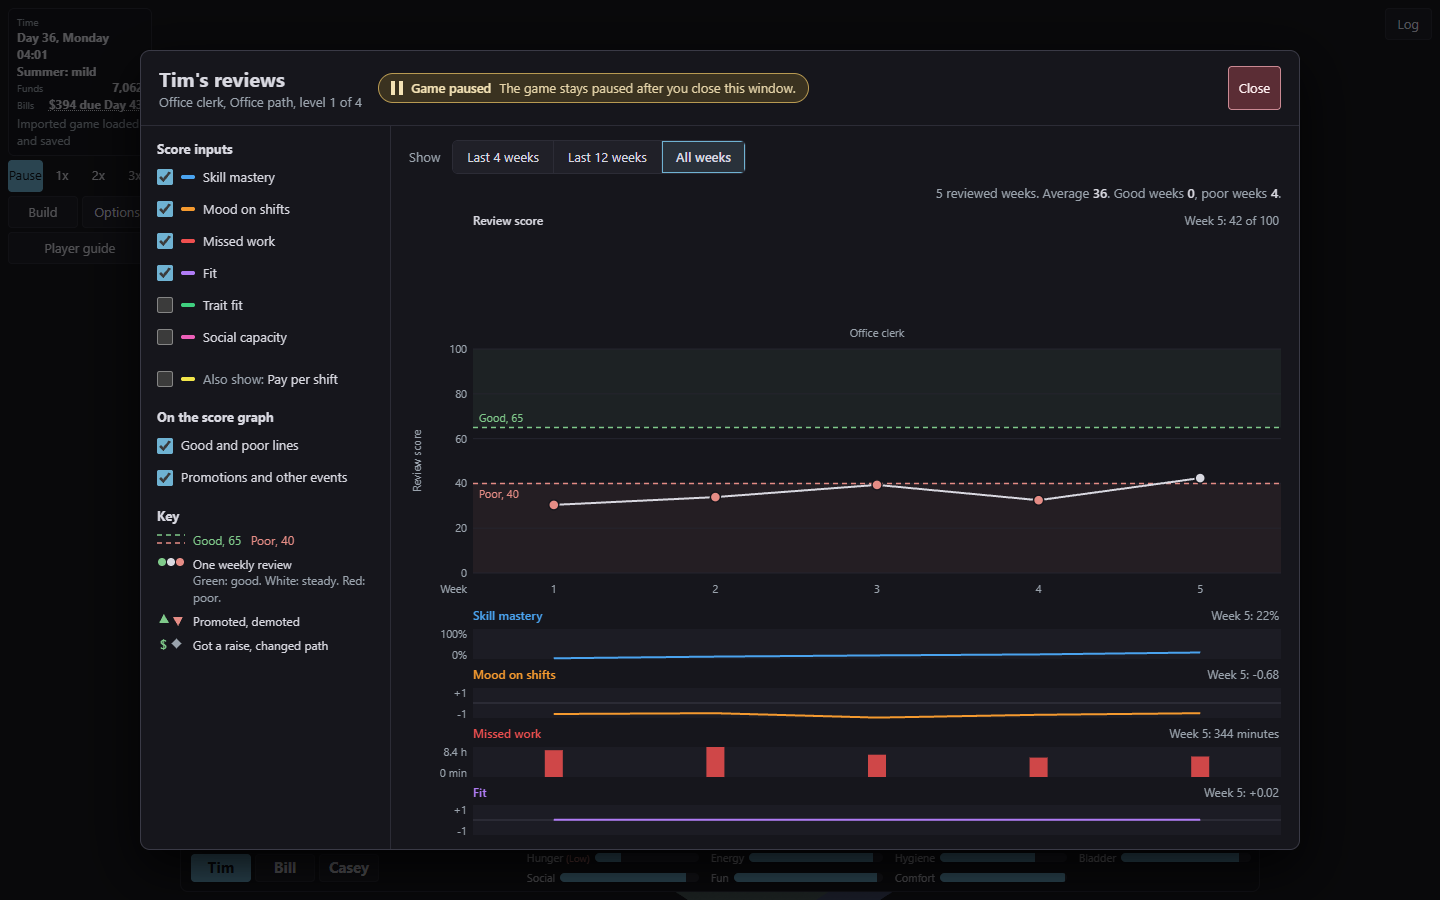 Time
Day 36, Monday
04:01
Summer: mild
Funds 7,062
Bills $394 due Day 43
Imported game loaded
and saved
Pause 1x 2x 3x
Build Options
Player guide
Log
Tim's reviews
Office clerk, Office path, level 1 of 4
Game paused The game stays paused after you close this window.
Close
Score inputs
Skill mastery
Mood on shifts
Missed work
Fit
Trait fit
Social capacity
Also show: Pay per shift
On the score graph
Good and poor lines
Promotions and other events
Key
Good, 65 Poor, 40
One weekly review
Green: good. White: steady. Red:
poor.
Promoted, demoted
$ Got a raise, changed path
Show Last 4 weeks Last 12 weeks All weeks
5 reviewed weeks. Average 36. Good weeks 0, poor weeks 4.
Review score Week 5: 42 of 100
Office clerk
100
80
Good, 65
60
Review score
40
Poor, 40
20
0
Week 1 2 3 4 5
Skill mastery Week 5: 22%
100%
0%
Mood on shifts Week 5: -0.68
+1
-1
Missed work Week 5: 344 minutes
8.4 h
0 min
Fit Week 5: +0.02
+1
-1
Tim Bill Casey
Hunger (Low) Energy Hygiene Bladder
Social Fun Comfort